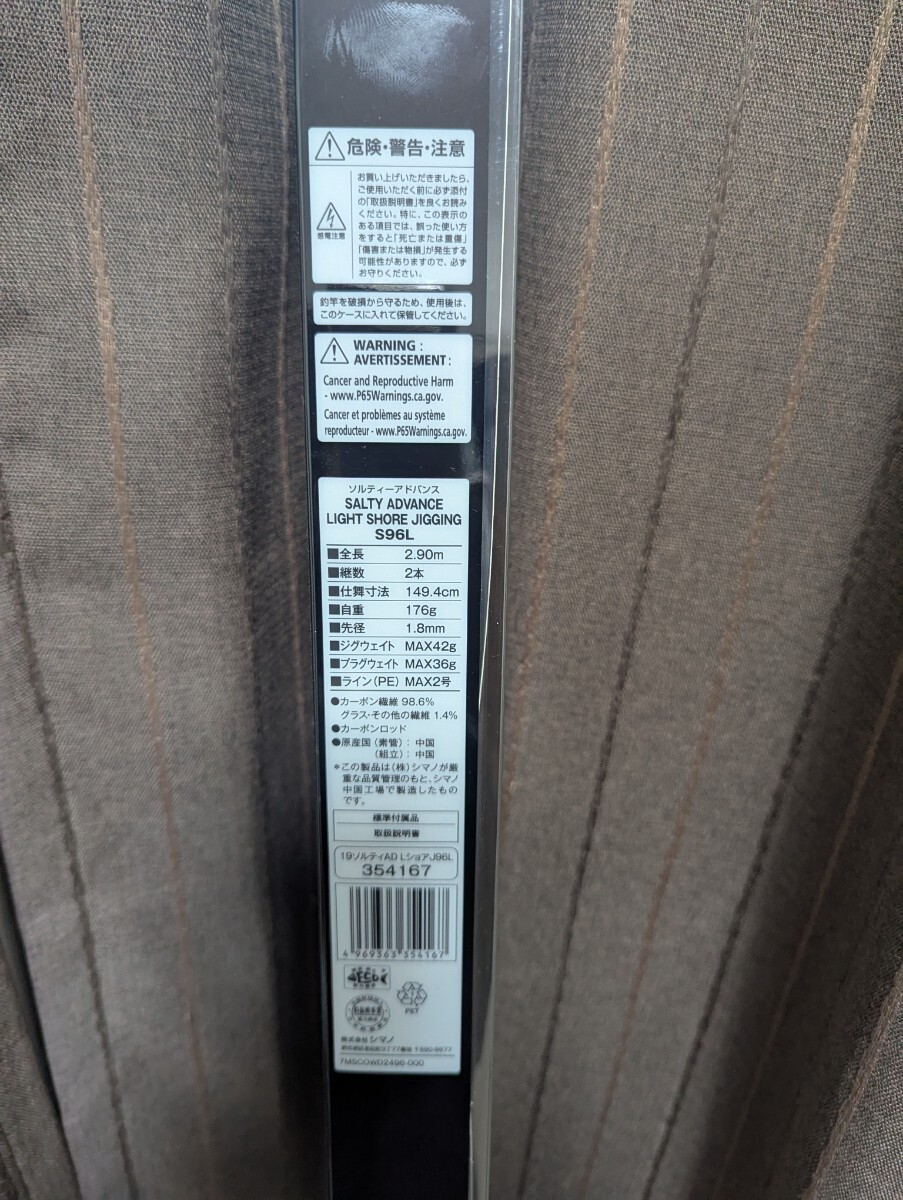 危険・警告・注意
感電注意
お買い上げいただきましたら、
ご使用いただく前に必ず添付
の「取扱説明書」を良くお読み
ください。特に、この表示の
ある項目では、誤った使い方
をすると「死亡または重傷」
「傷害または物損」が発生する
可能性がありますので、必ず
お守りください。
釣竿を破損から守るため、使用後は、
このケースに入れて保管してください。
WARNING :
AVERTISSEMENT :
Cancer and Reproductive Harm
- www.P65Warnings.ca.gov.
Cancer et problèmes au système
reproducteur - www.P65Warnings.ca.gov.
ソルティーアドバンス
SALTY ADVANCE
LIGHT SHORE JIGGING
S96L
■全長 2.90m
■継数 2本
■仕舞寸法 149.4cm
■自重 176g
■先径 1.8mm
■ジグウェイト MAX42g
■プラグウェイト MAX36g
■ライン(PE) MAX2号
●カーボン繊維 98.6%
グラス・その他の繊維 1.4%
●カーボンロッド
●原産国(素管): 中国
(組立): 中国
*この製品は(株)シマノが厳
重な品質管理のもと、シマノ
中国工場で製造したもの
です。
標準付属品
取扱説明書
19ソルティAD LショアJ96L
354167
4 969363 354167
PET
株式会社 シマノ
7MSCOWD2496-000